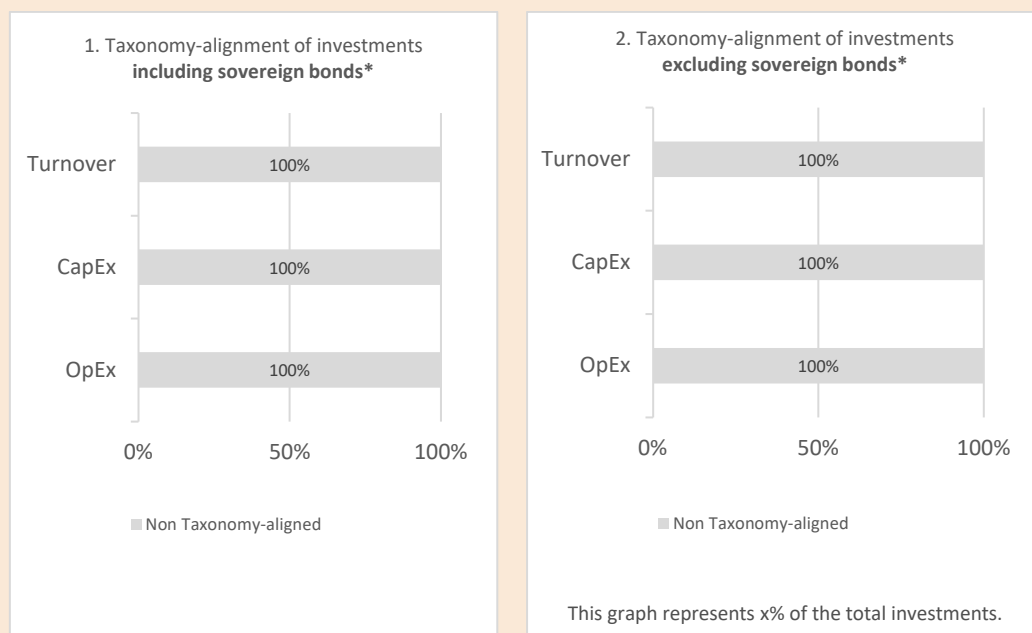 1. Taxonomy-alignment of investments
including sovereign bonds*
Turnover
100%
CapEx
100%
OpEx
100%
0%
50%
100%
Non Taxonomy-aligned
2. Taxonomy-alignment of investments
excluding sovereign bonds*
Turnover
100%
CapEx
100%
OpEx
100%
0%
50%
100%
Non Taxonomy-aligned
This graph represents x% of the total investments.